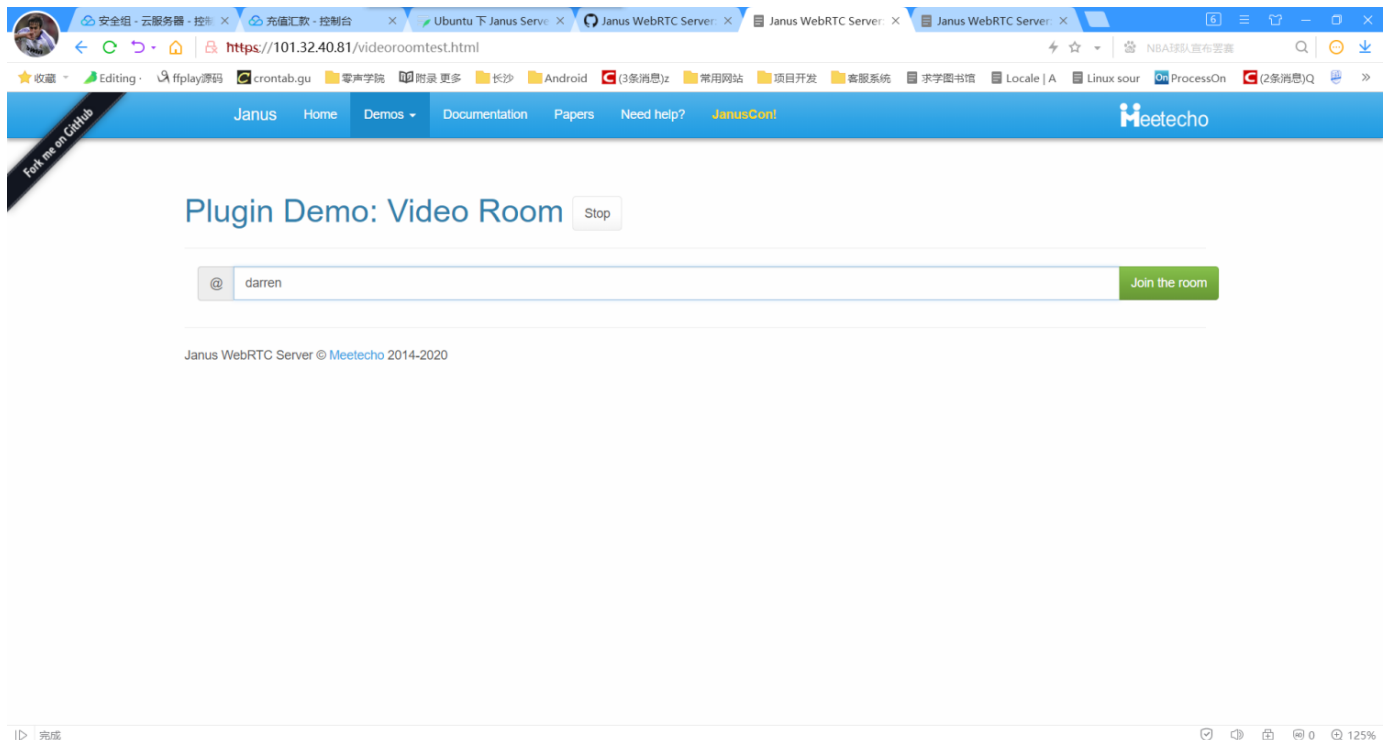 安全组 - 云服务器 - 控制
充值汇款 - 控制台
Ubuntu 下 Janus Serve
Janus WebRTC Server:
Janus WebRTC Server:
Janus WebRTC Server:
6
https://101.32.40.81/videoroomtest.html
NBA球队宣布罢赛
收藏
Editing ·
ffplay源码
crontab.gu
零声学院
附录 更多
长沙
Android
(3条消息)z
常用网站
项目开发
客服系统
求学图书馆
Locale | A
Linux sour
On ProcessOn
(2条消息)Q
Fork me on GitHub
Janus
Home
Demos
Documentation
Papers
Need help?
JanusCon!
Meetecho
Plugin Demo: Video Room
Stop
@
darren
Join the room
Janus WebRTC Server © Meetecho 2014-2020
完成
0
125%